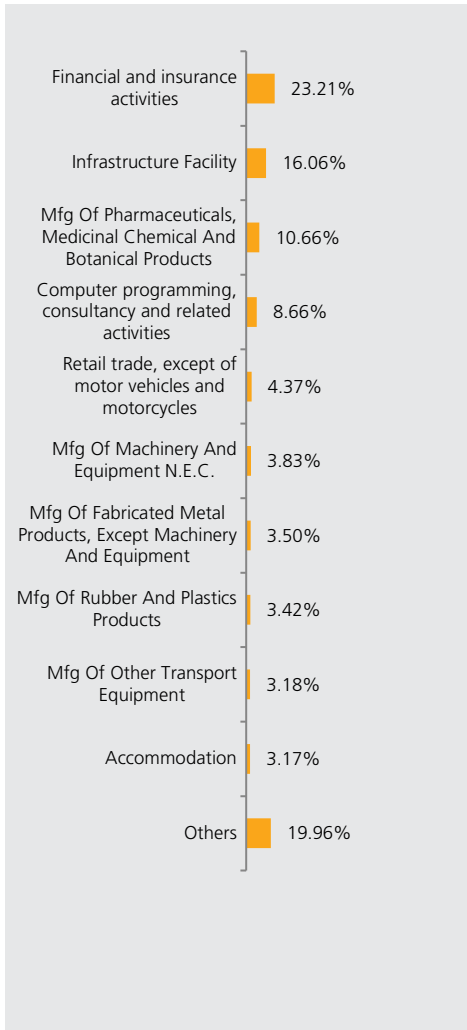 Financial and insurance
activities
23.21%
Infrastructure Facility
16.06%
Mfg Of Pharmaceuticals,
Medicinal Chemical And
Botanical Products
10.66%
Computer programming,
consultancy and related
activities
8.66%
Retail trade, except of
motor vehicles and
motorcycles
4.37%
Mfg Of Machinery And
Equipment N.E.C.
3.83%
Mfg Of Fabricated Metal
Products, Except Machinery
And Equipment
3.50%
Mfg Of Rubber And Plastics
Products
3.42%
Mfg Of Other Transport
Equipment
3.18%
Accommodation
3.17%
Others
19.96%